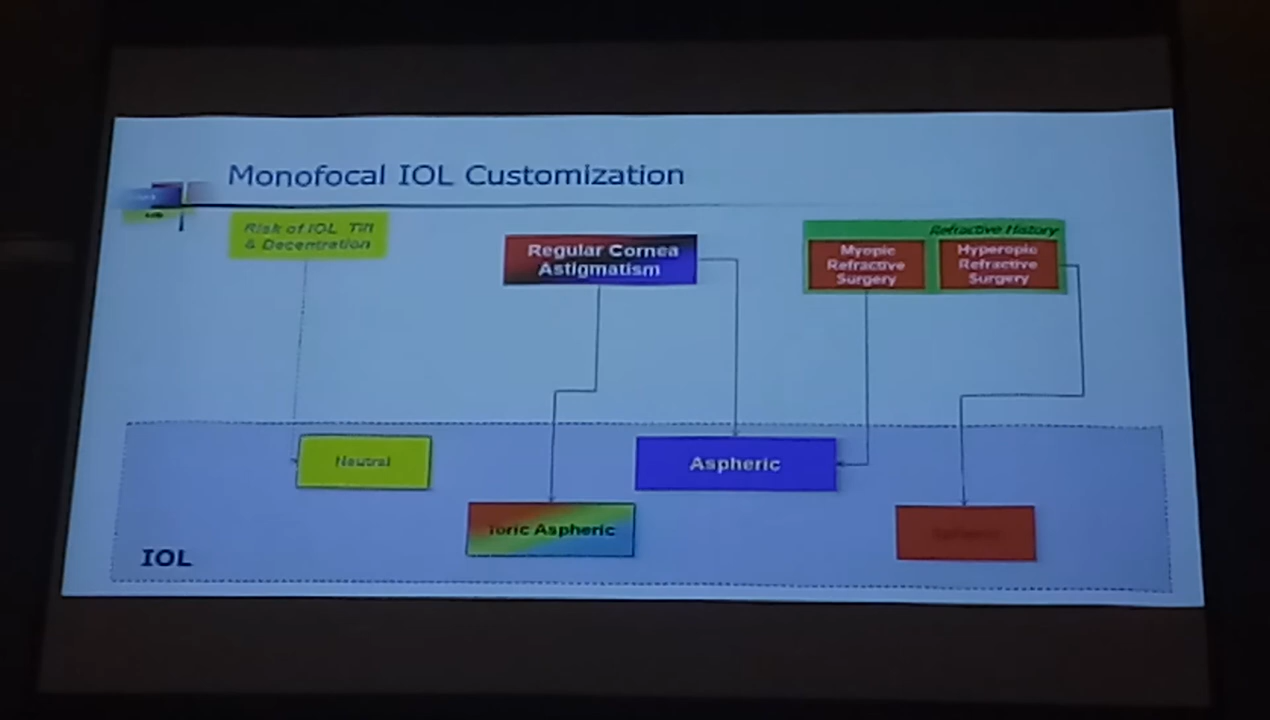 Monofocal IOL Customization
Risk of IOL Tilt
& Decentration
Regular Cornea
Astigmatism
Refractive History
Myopic
Refractive
Surgery
Hyperopic
Refractive
Surgery
Neutral
Aspheric
Toric Aspheric
IOL